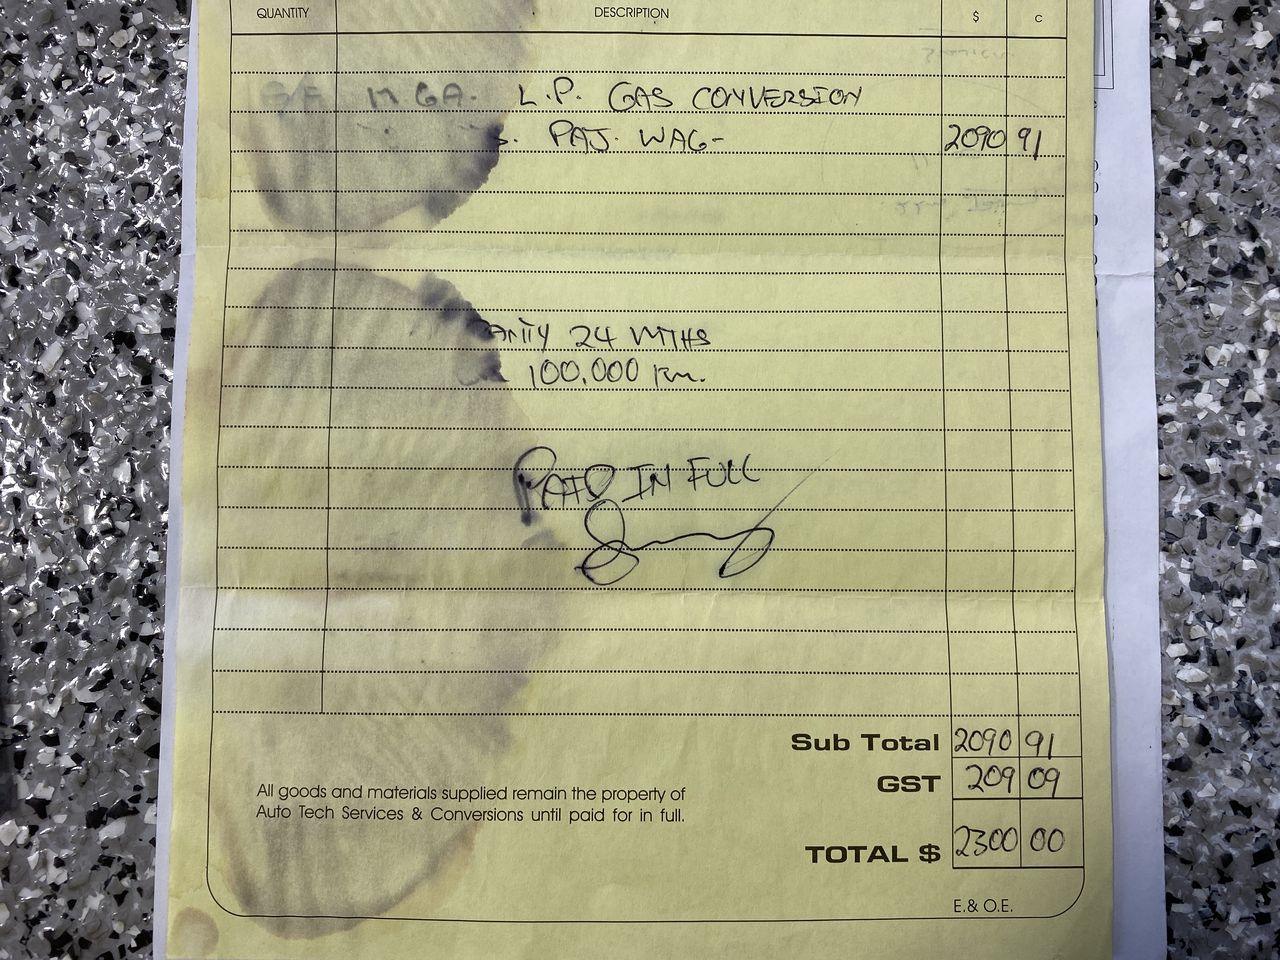 QUANTITY DESCRIPTION $ c
L.P. GAS CONVERSION
PAJ. WAG- 2090 91
ANTY 24 MTHS
100,000 Km.
PAID IN FULL
Sub Total 2090 91
GST 209 09
All goods and materials supplied remain the property of
Auto Tech Services & Conversions until paid for in full.
TOTAL $ 2300 00
E.& O.E.